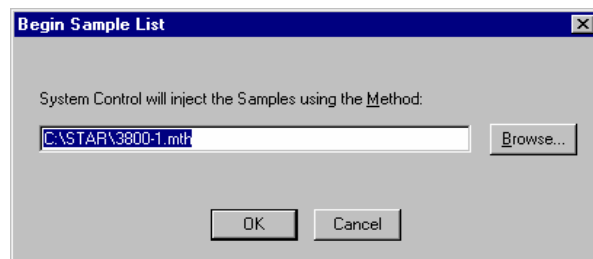 Begin Sample List
System Control will inject the Samples using the Method:
C:\STAR\3800-1.mth
Browse...
OK
Cancel